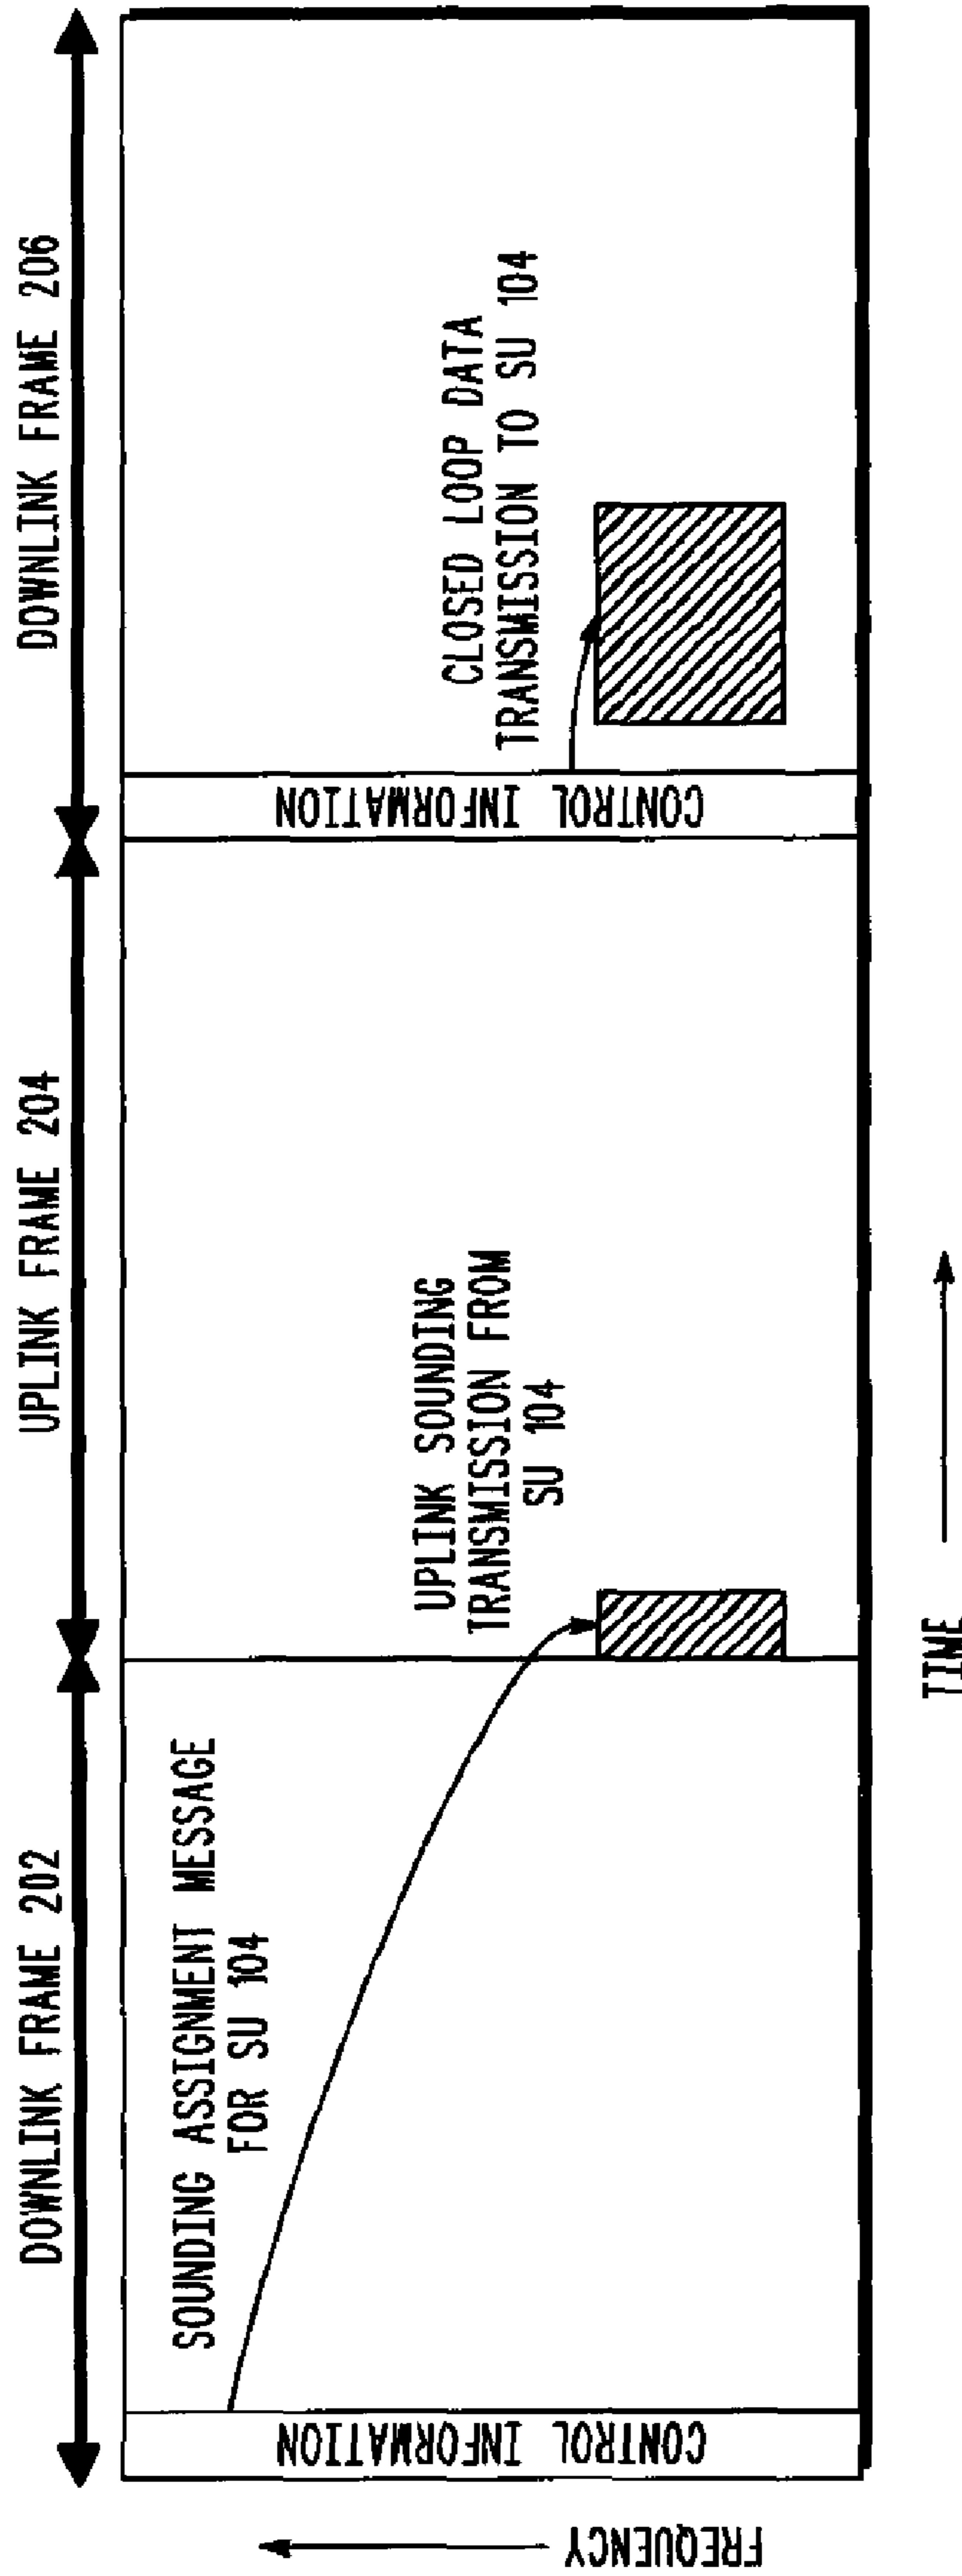 DOWNLINK FRAME 202
UPLINK FRAME 204
DOWNLINK FRAME 206
CONTROL INFORMATION
SOUNDING ASSIGNMENT MESSAGE
FOR SU 104
UPLINK SOUNDING
TRANSMISSION FROM
SU 104
CONTROL INFORMATION
CLOSED LOOP DATA
TRANSMISSION TO SU 104
FREQUENCY
TIME